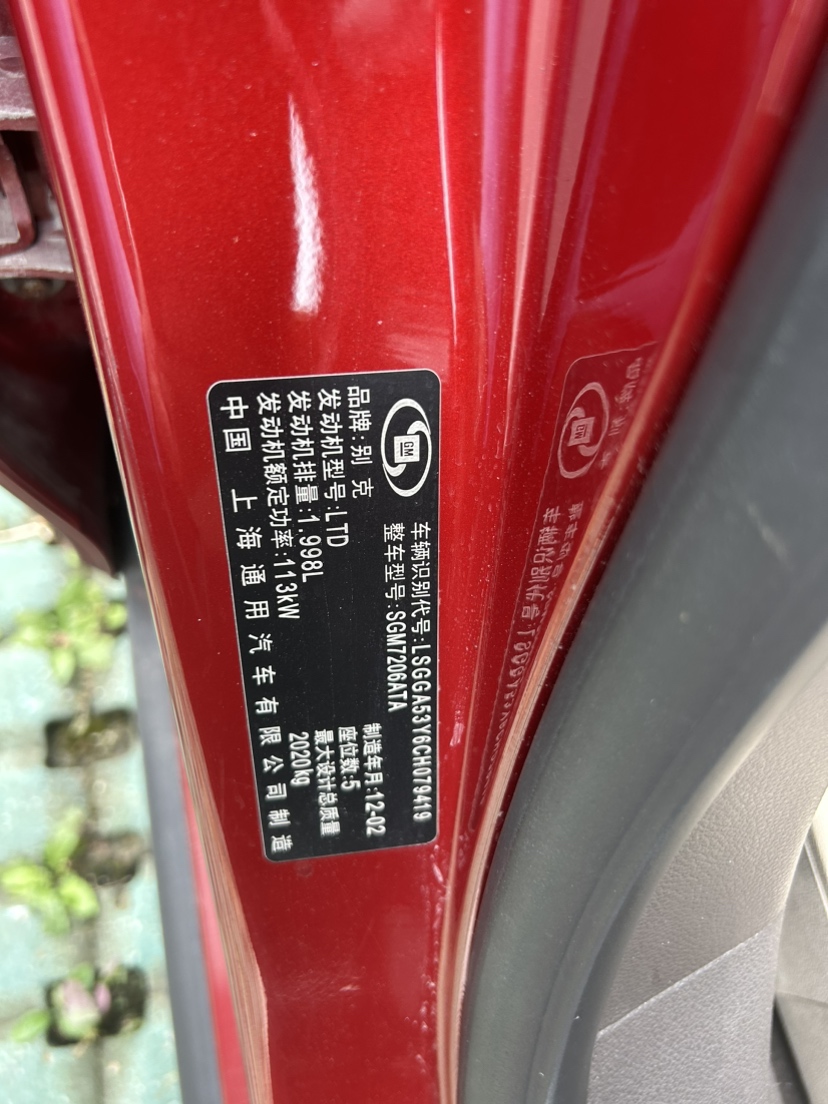 GM
车辆识别代号:LSGGA53Y6CH079419
整车型号:SGM7206ATA
品牌:别克
制造年月:12-02
发动机型号:LTD
座位数:5
发动机排量:1.998L
最大设计总质量
2020kg
发动机额定功率:113kW
中国 上海通用汽车有限公司制造